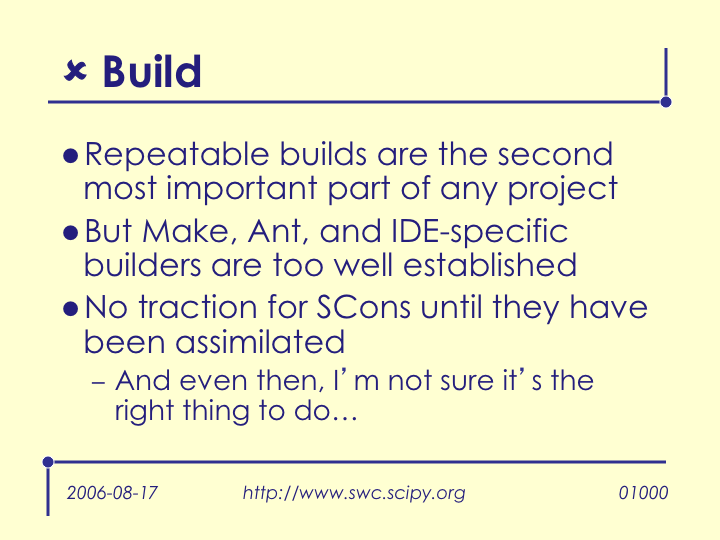 ✖ Build
●Repeatable builds are the second
most important part of any project
●But Make, Ant, and IDE-specific
builders are too well established
●No traction for SCons until they have
been assimilated
– And even then, I’m not sure it’s the
right thing to do…
2006-08-17 http://www.swc.scipy.org 01000